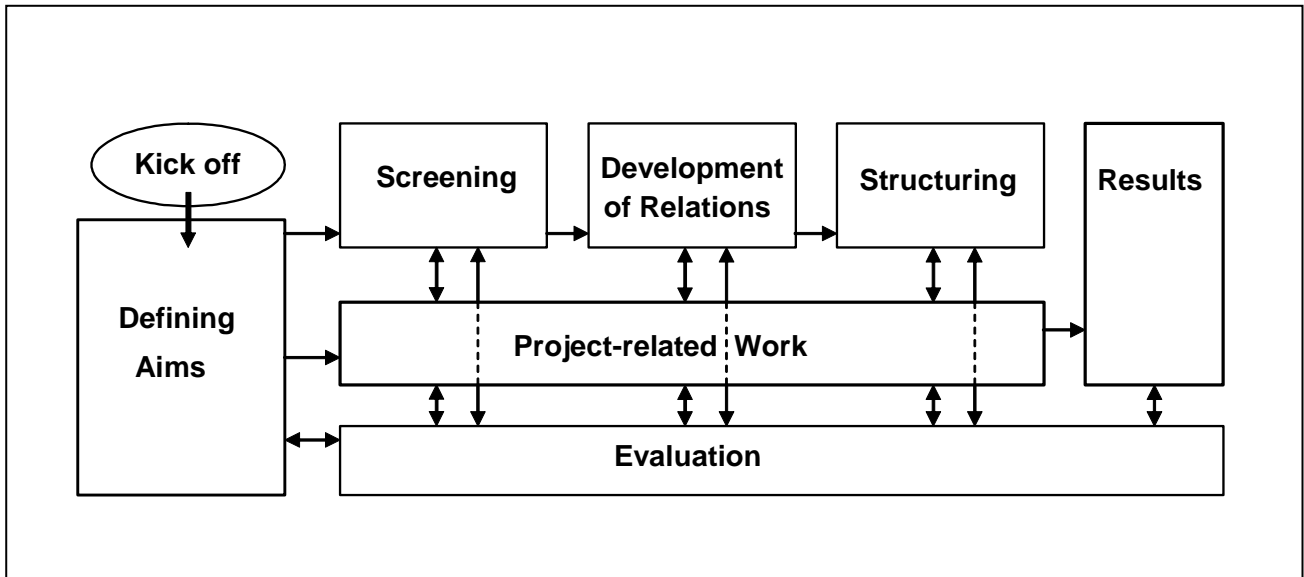 Kick off
Screening
Development
of Relations
Structuring
Results
Defining
Aims
Project-related Work
Evaluation